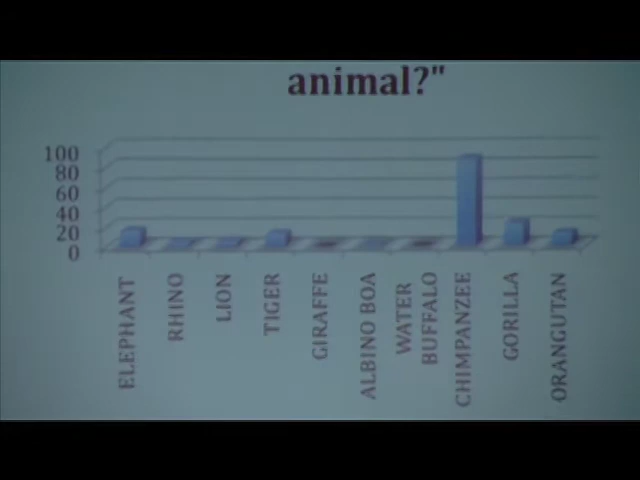 animal?"
100
80
60
40
20
0
ELEPHANT
RHINO
LION
TIGER
GIRAFFE
ALBINO BOA
WATER
BUFFALO
CHIMPANZEE
GORILLA
ORANGUTAN